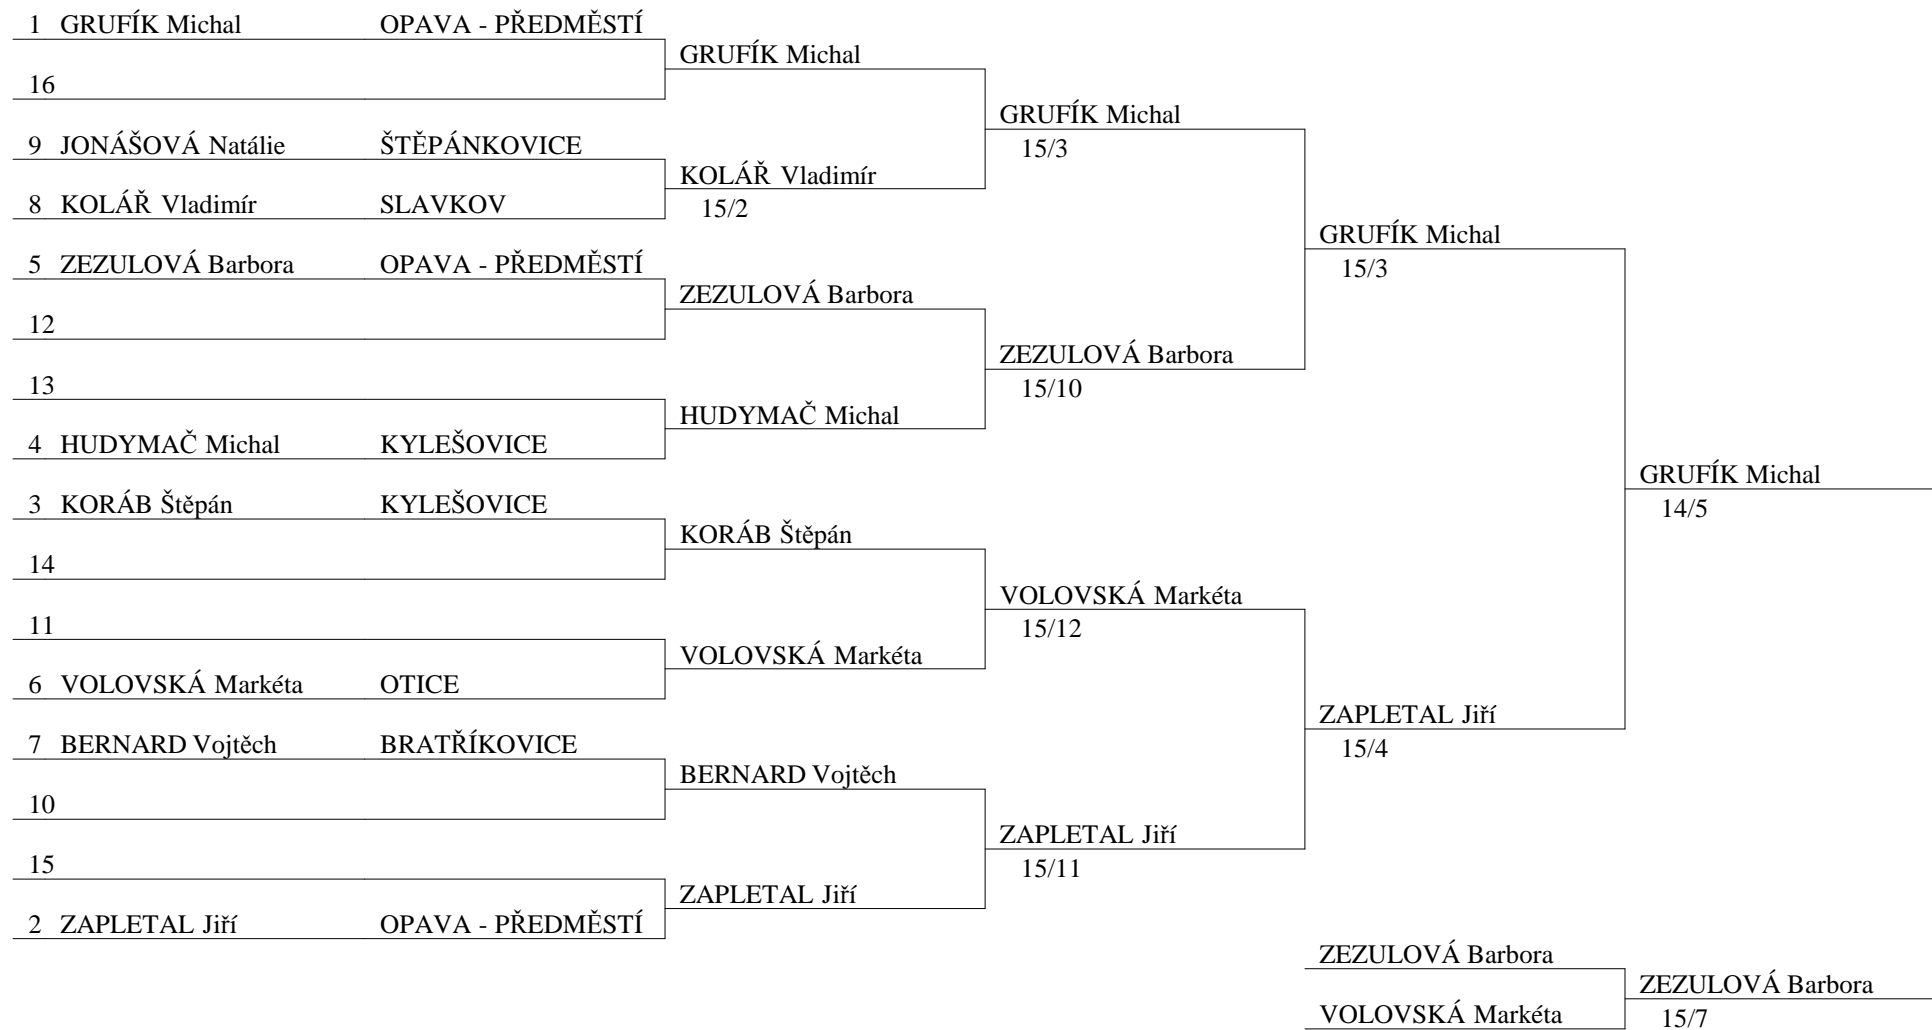 1 GRUFÍK Michal OPAVA - PŘEDMĚSTÍ
GRUFÍK Michal
16
GRUFÍK Michal
15/3
9 JONÁŠOVÁ Natálie ŠTĚPÁNKOVICE
KOLÁŘ Vladimír
15/2
8 KOLÁŘ Vladimír SLAVKOV
GRUFÍK Michal
15/3
5 ZEZULOVÁ Barbora OPAVA - PŘEDMĚSTÍ
ZEZULOVÁ Barbora
12
ZEZULOVÁ Barbora
15/10
13
HUDYMAČ Michal
4 HUDYMAČ Michal KYLEŠOVICE
GRUFÍK Michal
14/5
3 KORÁB Štěpán KYLEŠOVICE
KORÁB Štěpán
14
VOLOVSKÁ Markéta
15/12
11
VOLOVSKÁ Markéta
6 VOLOVSKÁ Markéta OTICE
ZAPLETAL Jiří
15/4
7 BERNARD Vojtěch BRATŘÍKOVICE
BERNARD Vojtěch
10
ZAPLETAL Jiří
15/11
15
ZAPLETAL Jiří
2 ZAPLETAL Jiří OPAVA - PŘEDMĚSTÍ
ZEZULOVÁ Barbora
ZEZULOVÁ Barbora
15/7
VOLOVSKÁ Markéta